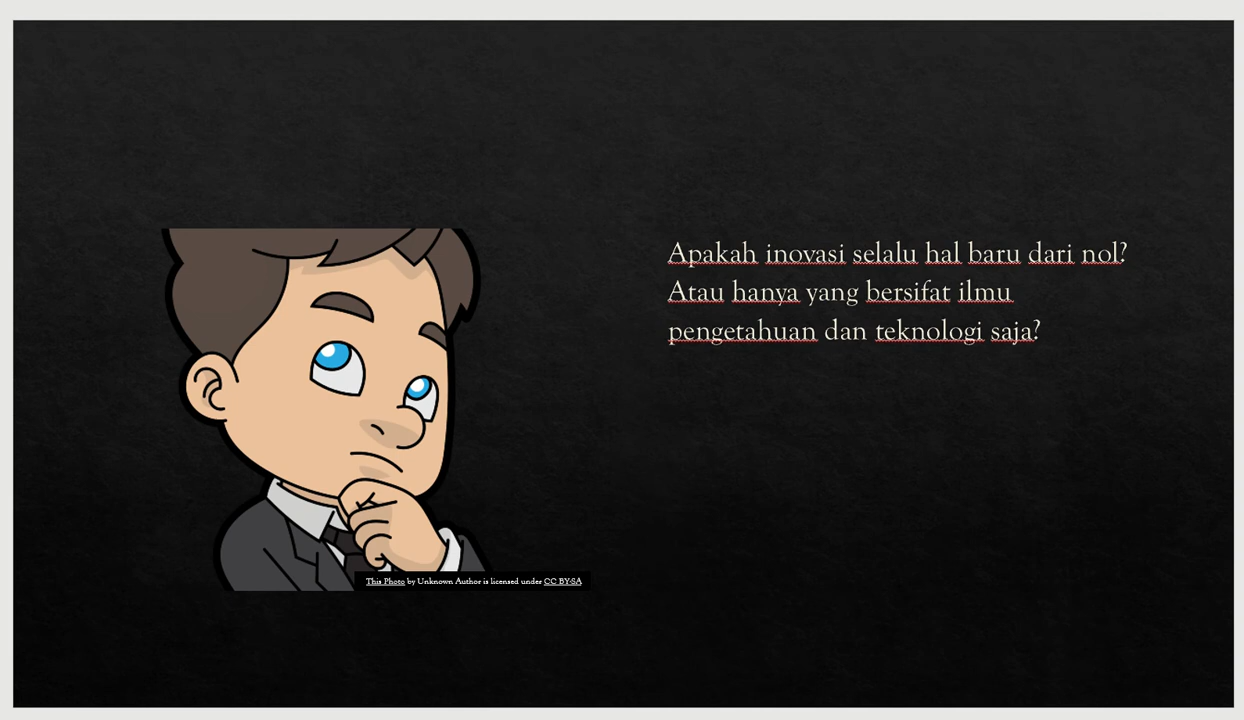 Apakah inovasi selalu hal baru dari nol?
Atau hanya yang bersifat ilmu
pengetahuan dan teknologi saja?
This Photo by Unknown Author is licensed under CC BY-SA